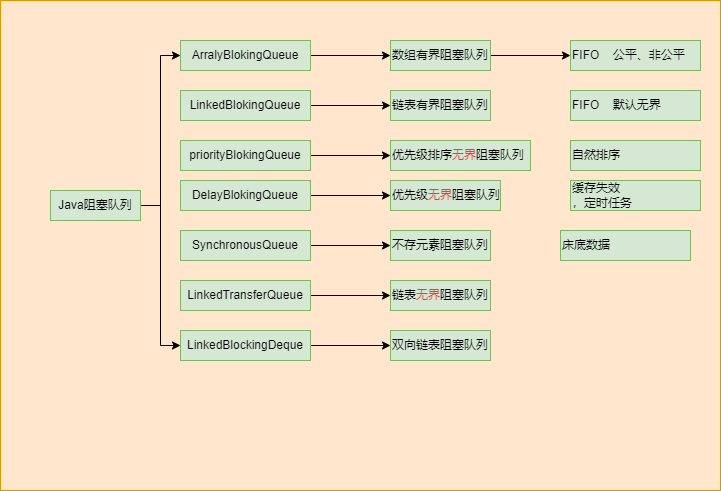 ArralyBlokingQueue
数组有界阻塞队列
FIFO 公平、非公平
LinkedBlokingQueue
链表有界阻塞队列
FIFO 默认无界
priorityBlokingQueue
优先级排序无界阻塞队列
自然排序
Java阻塞队列
DelayBlokingQueue
优先级无界阻塞队列
缓存失效
，定时任务
SynchronousQueue
不存元素阻塞队列
床底数据
LinkedTransferQueue
链表无界阻塞队列
LinkedBlockingDeque
双向链表阻塞队列